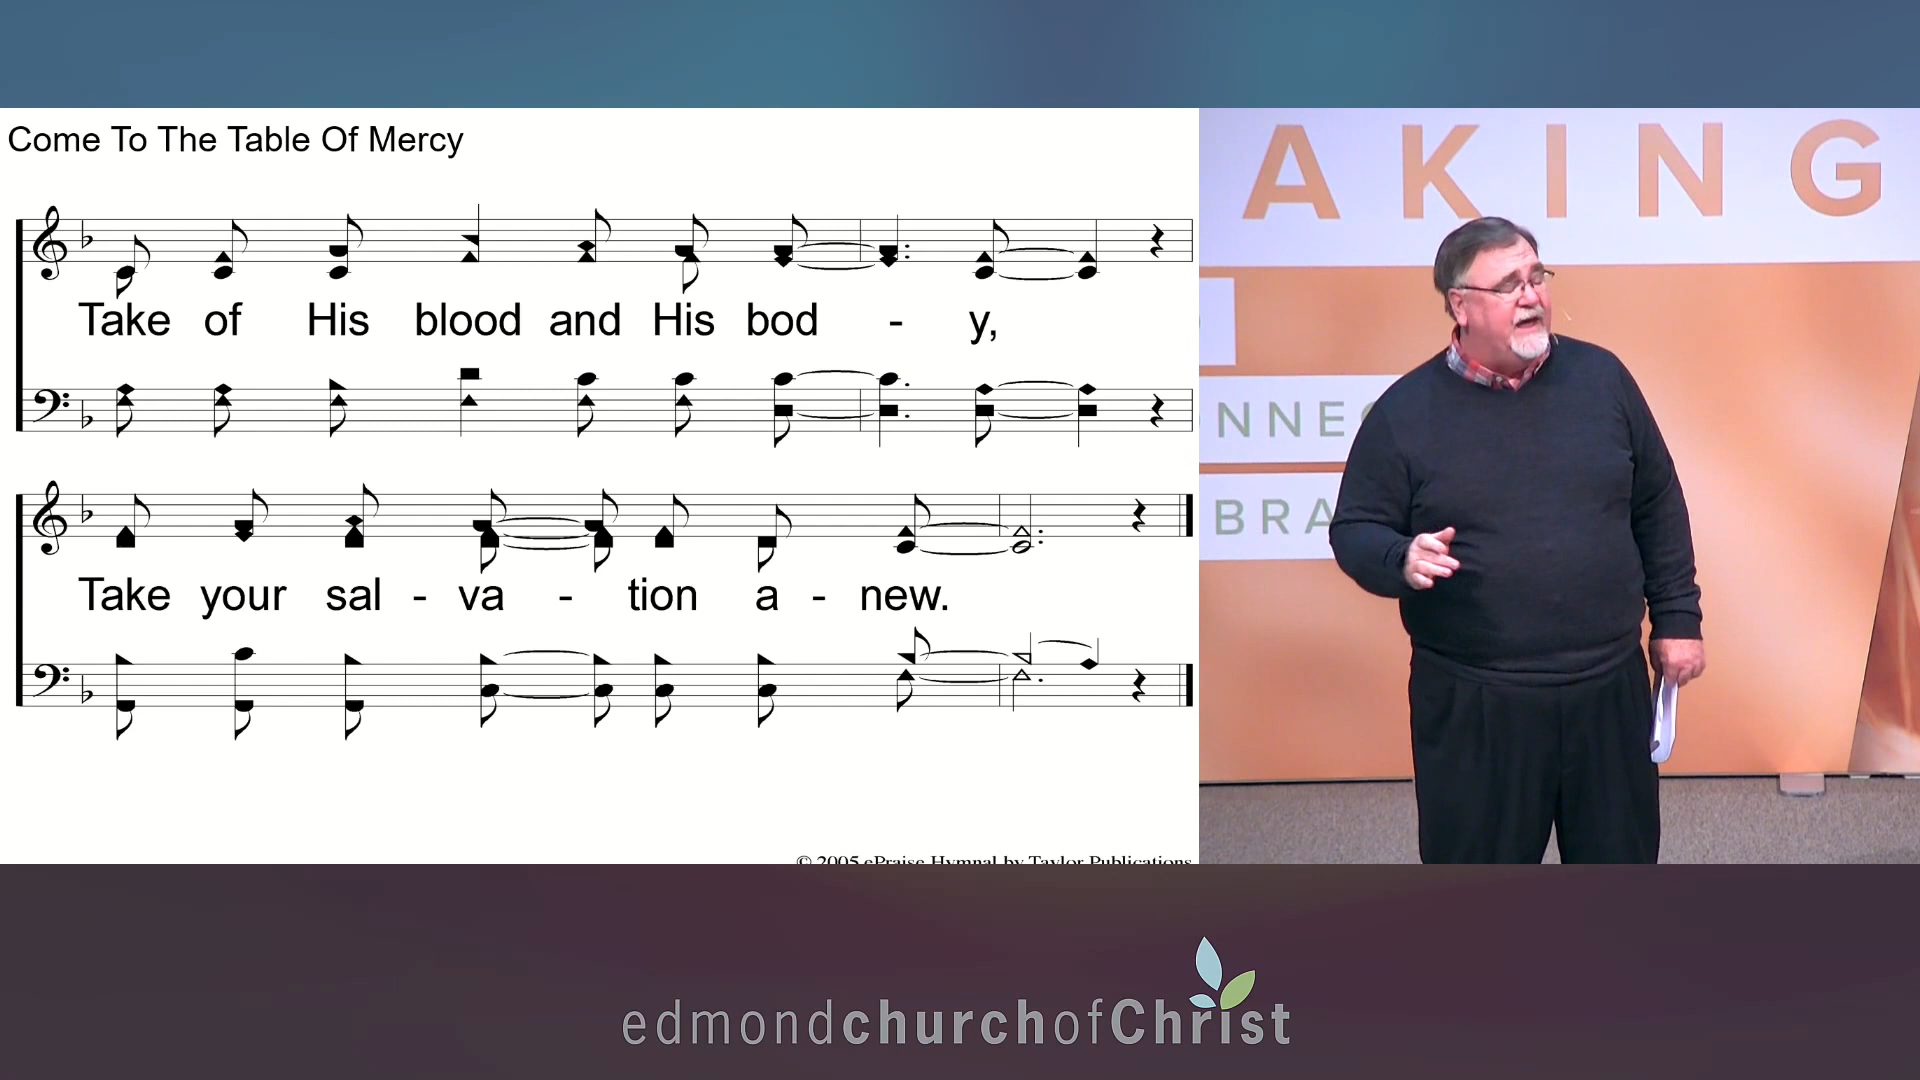 Come To The Table Of Mercy
Take of His blood and His bod - y,
Take your sal - va - tion a - new.
© 2005 ePraise Hymnal by Taylor Publications
AKING
ONNEC
BRA
edmondchurchofChrist